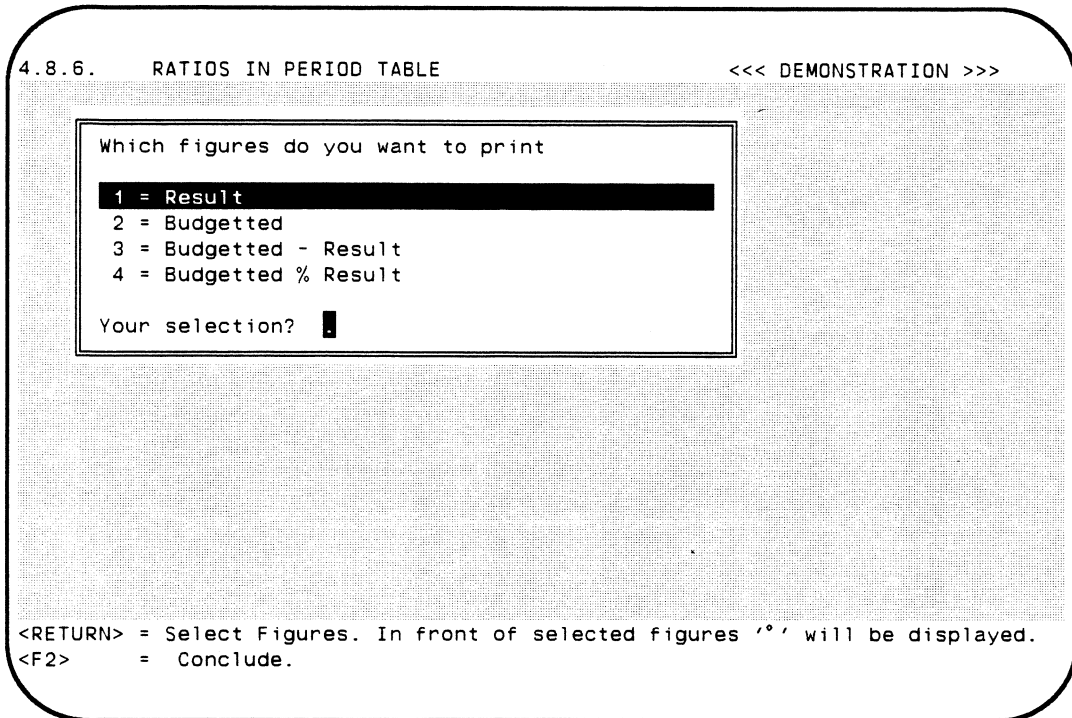 4.8.6. RATIOS IN PERIOD TABLE <<< DEMONSTRATION >>>
Which figures do you want to print
1 = Result
2 = Budgetted
3 = Budgetted - Result
4 = Budgetted % Result
Your selection? .
<RETURN> = Select Figures. In front of selected figures '°' will be displayed.
<F2> = Conclude.